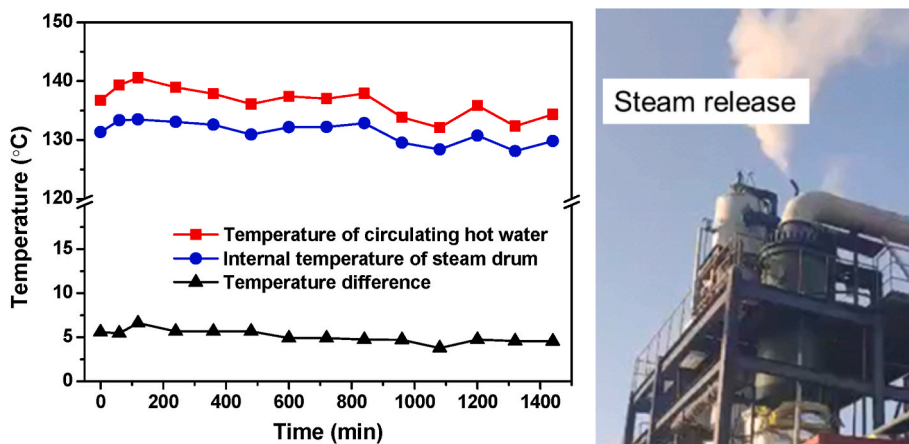 150
140
130
120
15
10
5
0
Temperature (°C)
Temperature of circulating hot water
Internal temperature of steam drum
Temperature difference
0 200 400 600 800 1000 1200 1400
Time (min)
Steam release